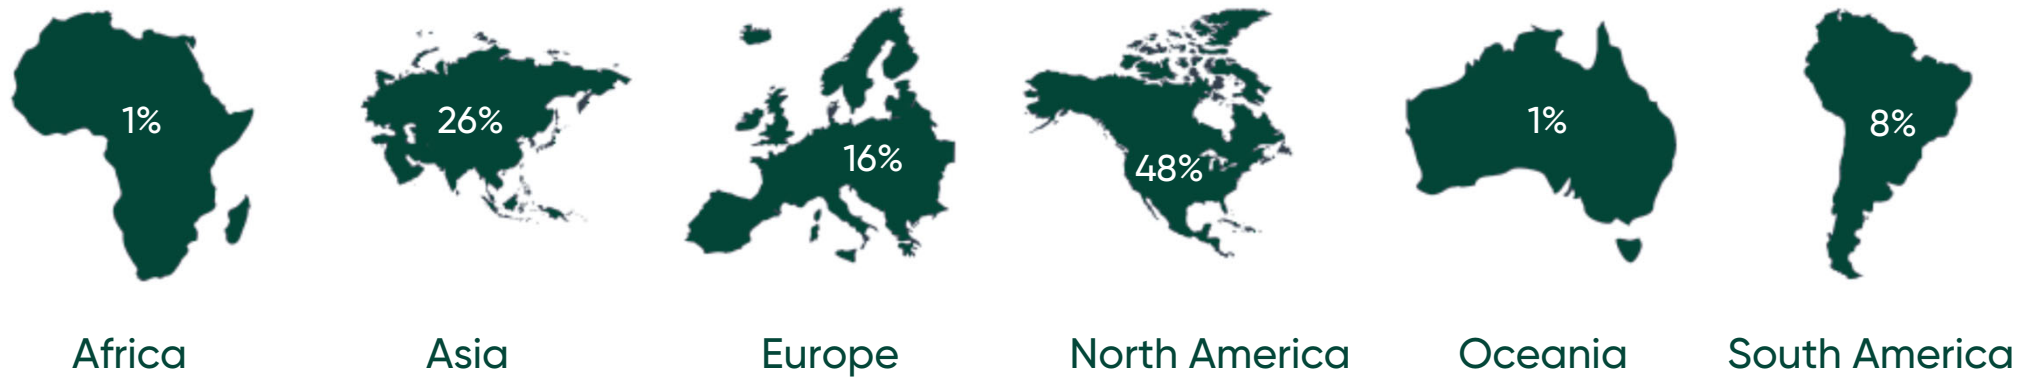 1%
26%
16%
48%
1%
8%
Africa
Asia
Europe
North America
Oceania
South America